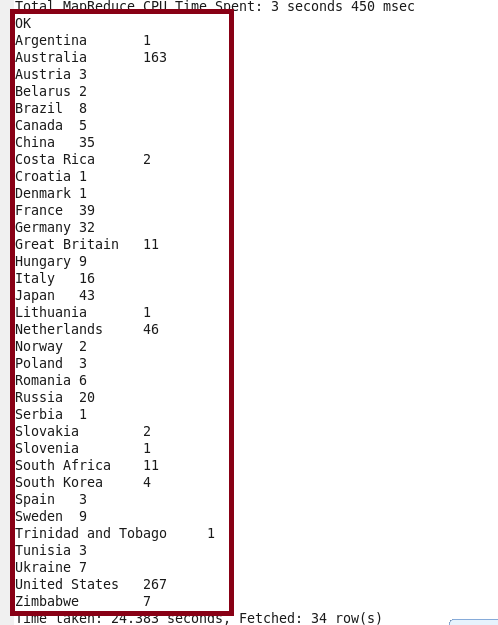 Total MapReduce CPU Time Spent: 3 seconds 450 msec
OK
Argentina 1
Australia 163
Austria 3
Belarus 2
Brazil 8
Canada 5
China 35
Costa Rica 2
Croatia 1
Denmark 1
France 39
Germany 32
Great Britain 11
Hungary 9
Italy 16
Japan 43
Lithuania 1
Netherlands 46
Norway 2
Poland 3
Romania 6
Russia 20
Serbia 1
Slovakia 2
Slovenia 1
South Africa 11
South Korea 4
Spain 3
Sweden 9
Trinidad and Tobago 1
Tunisia 3
Ukraine 7
United States 267
Zimbabwe 7
Time taken: 24.383 seconds, Fetched: 34 row(s)